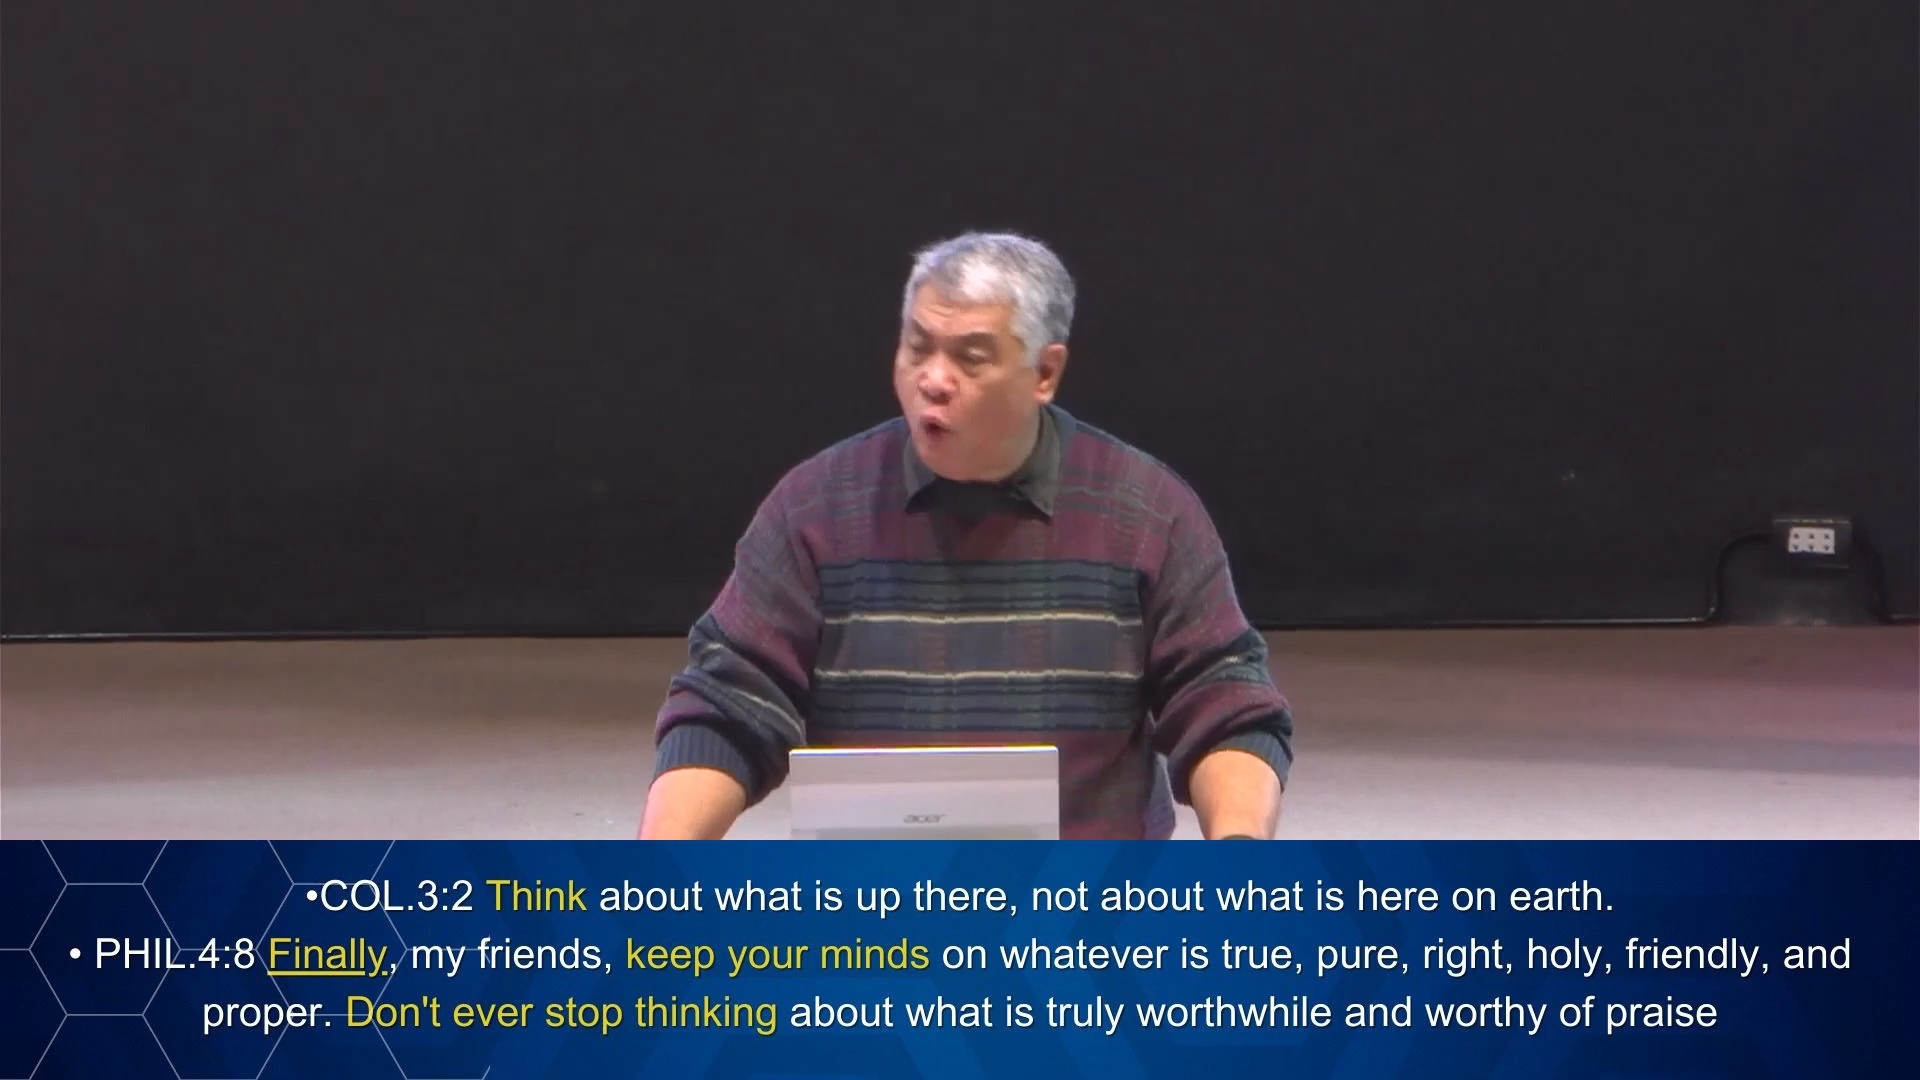 acer
•COL.3:2 Think about what is up there, not about what is here on earth.
• PHIL.4:8 Finally, my friends, keep your minds on whatever is true, pure, right, holy, friendly, and
proper. Don't ever stop thinking about what is truly worthwhile and worthy of praise